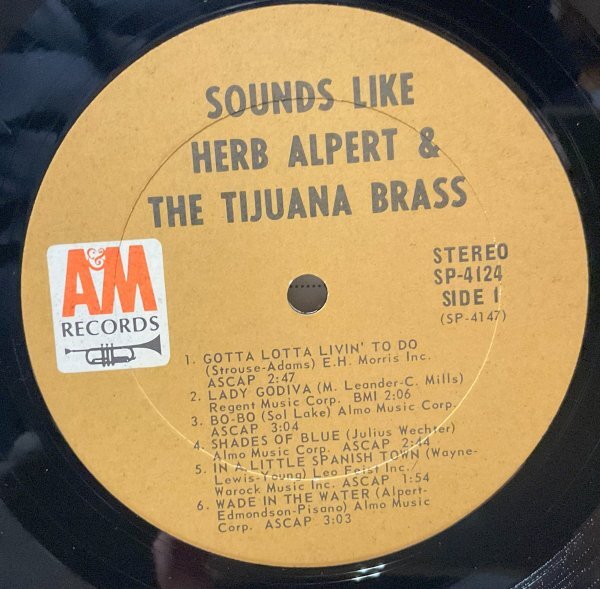 SOUNDS LIKE
HERB ALPERT &
THE TIJUANA BRASS
A&M
RECORDS
STEREO
SP-4124
SIDE 1
(SP-4147)
1. GOTTA LOTTA LIVIN' TO DO
(Strouse-Adams) E.H. Morris Inc.
ASCAP 2:47
2. LADY GODIVA (M. Leander-C. Mills)
Regent Music Corp. BMI 2:06
3. BO-BO (Sol Lake) Almo Music Corp.
ASCAP 3:04
4. SHADES OF BLUE (Julius Wechter)
Almo Music Corp. ASCAP 2:44
5. IN A LITTLE SPANISH TOWN (Wayne-
Lewis-Young) Leo Feist Inc./
Warock Music Inc. ASCAP 1:54
6. WADE IN THE WATER (Alpert-
Edmondson-Pisano) Almo Music
Corp. ASCAP 3:03